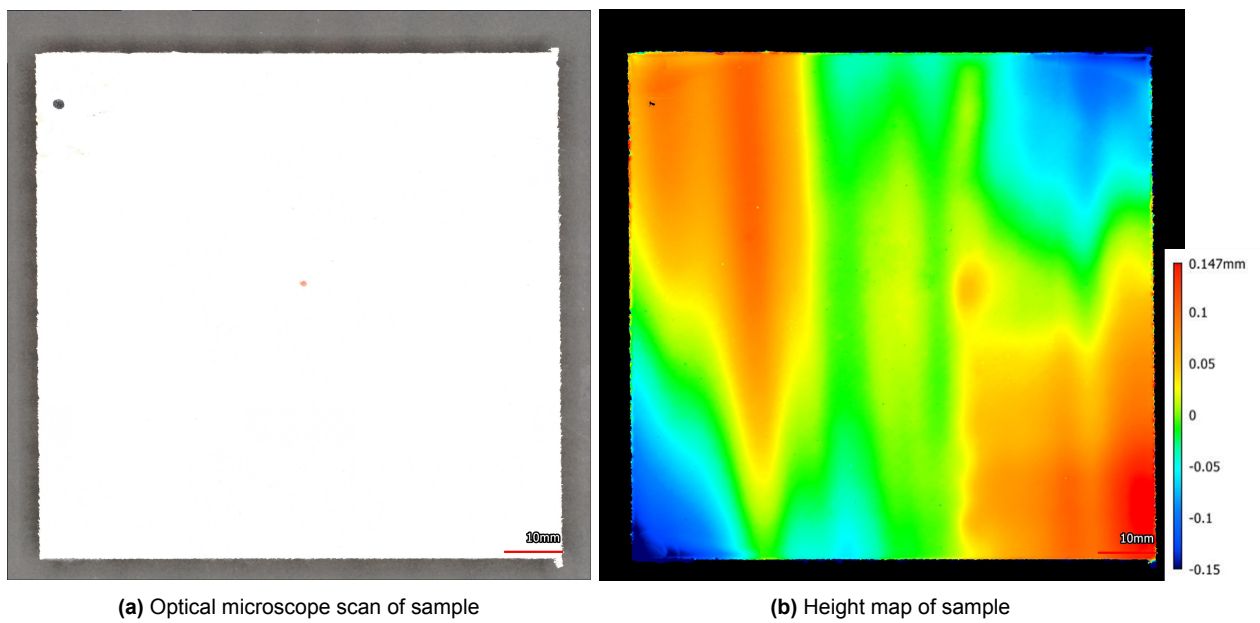 10mm
10mm
0.147mm
0.1
0.05
0
-0.05
-0.1
-0.15
(a) Optical microscope scan of sample
(b) Height map of sample